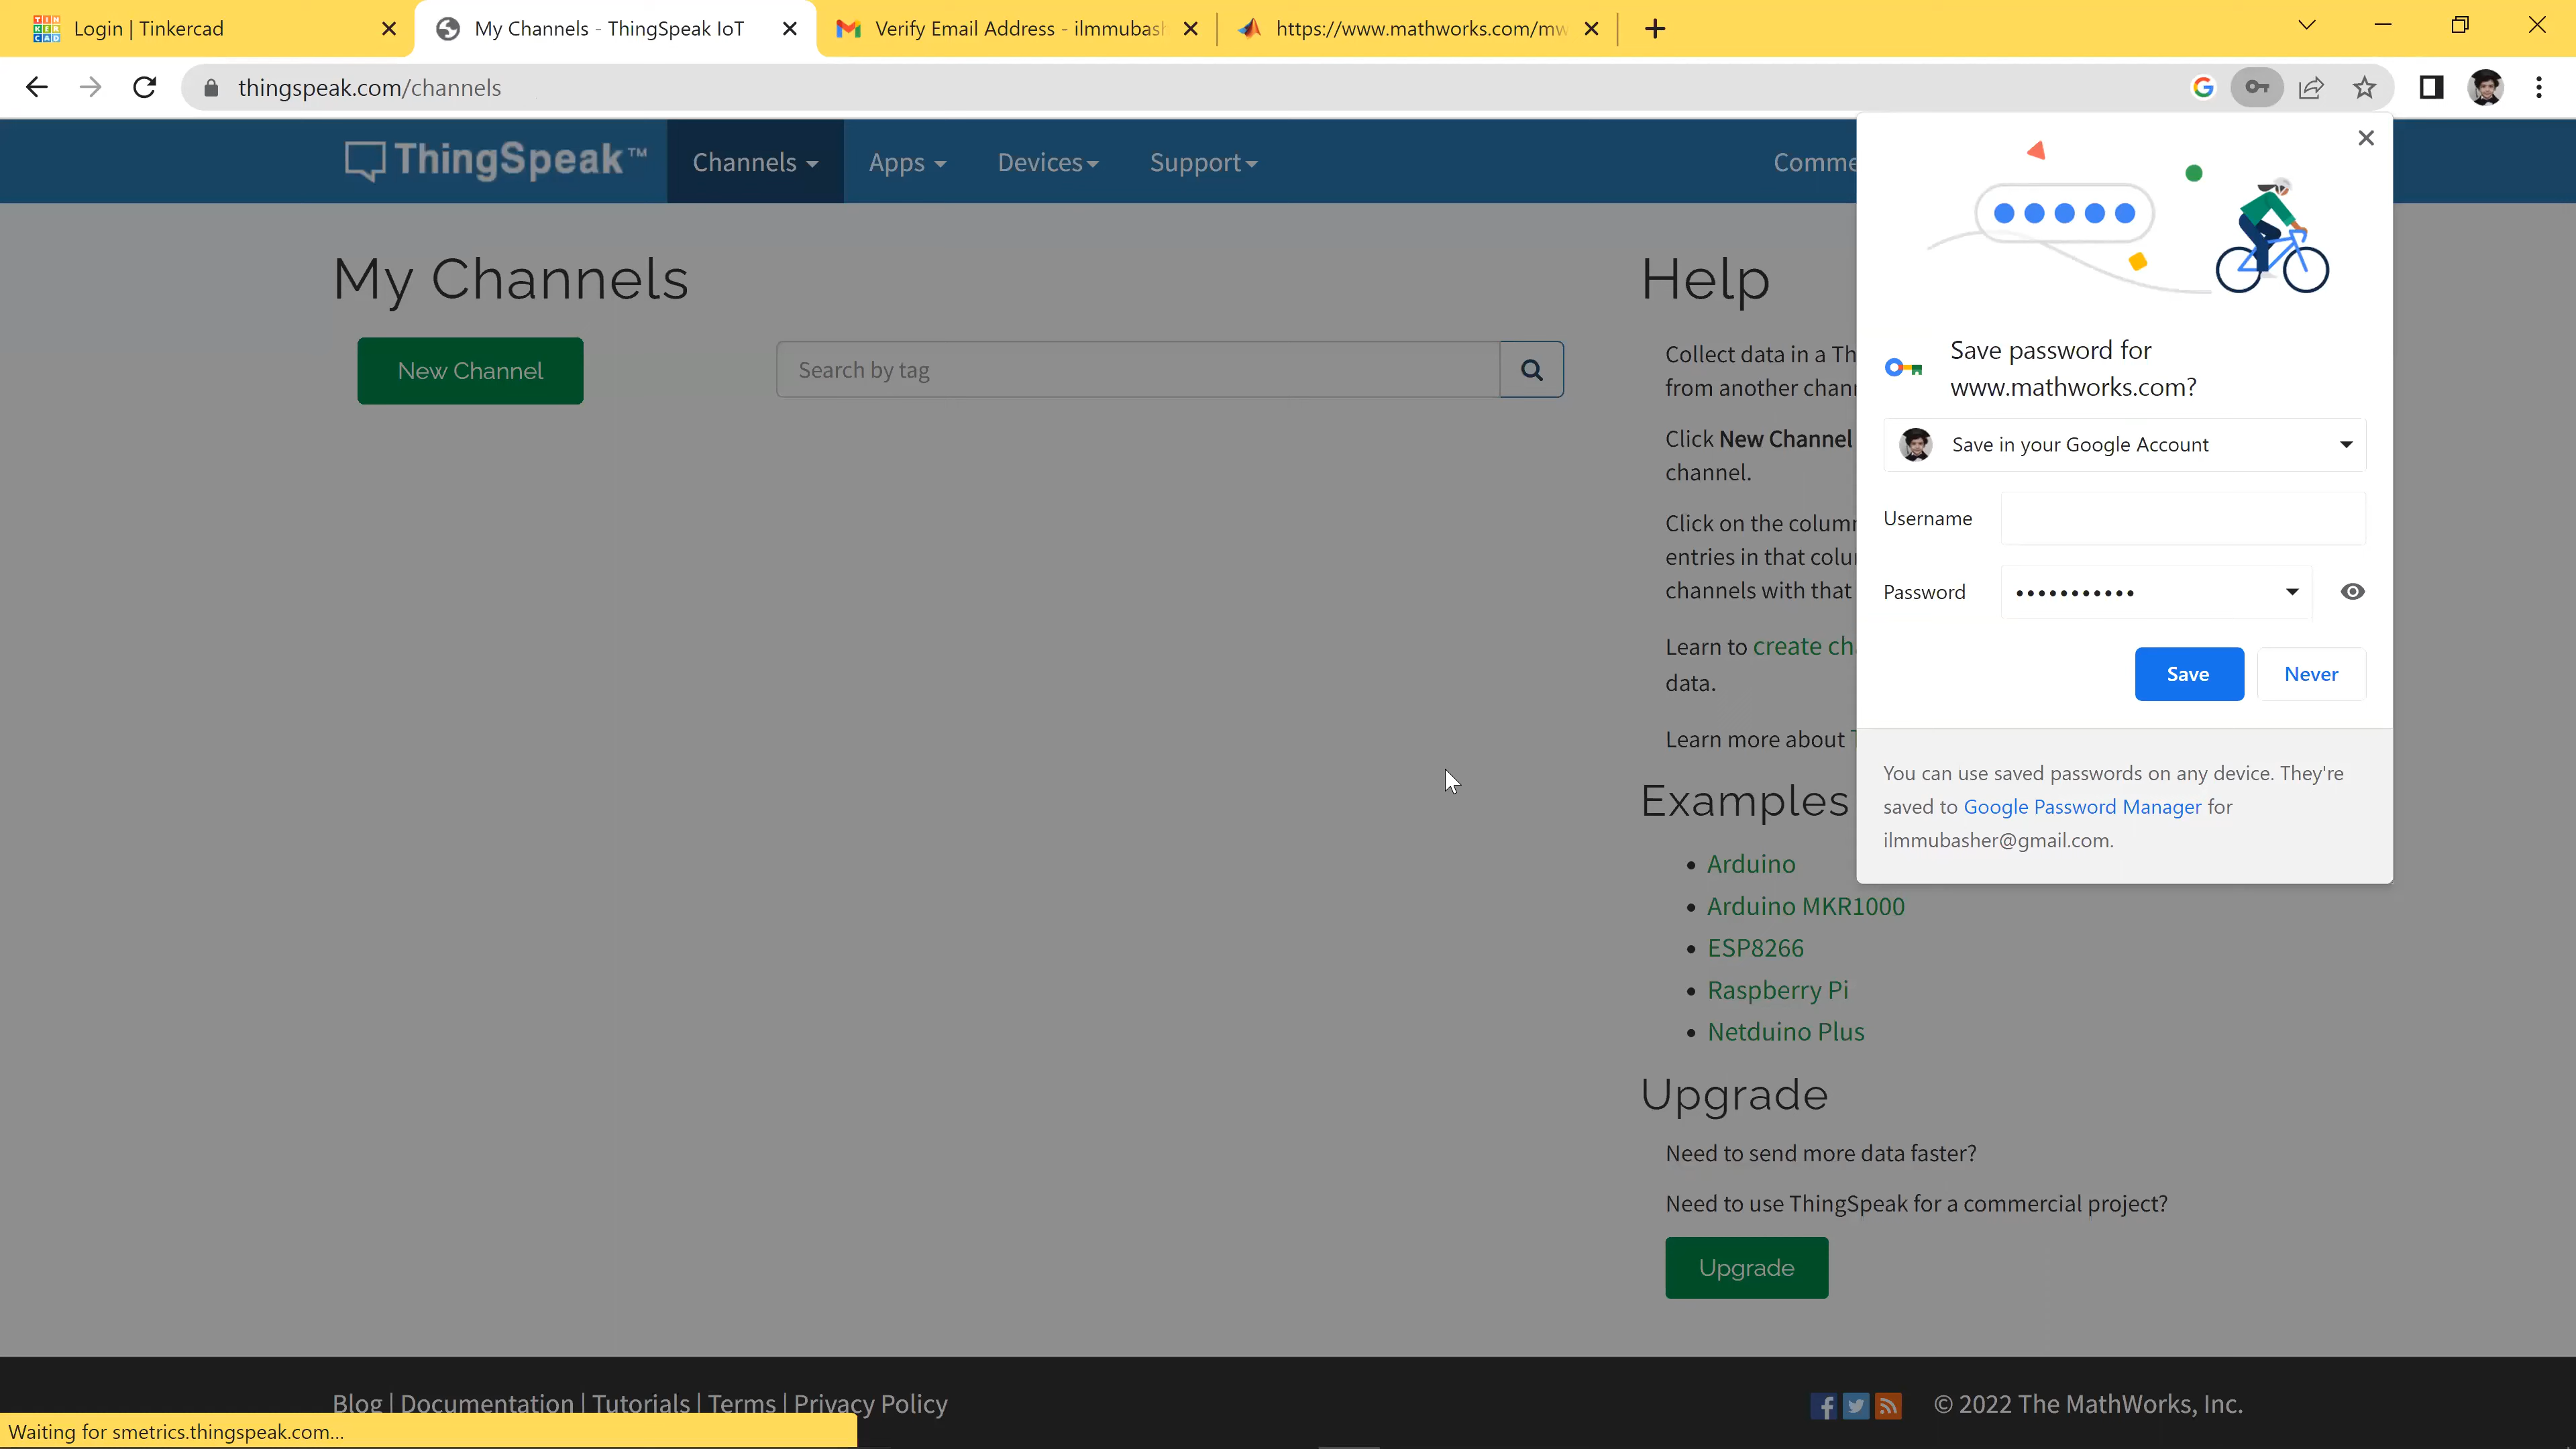 Login | Tinkercad
My Channels - ThingSpeak IoT
Verify Email Address - ilmmubash
https://www.mathworks.com/mw
thingspeak.com/channels
ThingSpeak™
Channels
Apps
Devices
Support
Comme
My Channels
New Channel
Search by tag
Help
Collect data in a Th
from another chan
Click New Channel
channel.
Click on the colum
entries in that colu
channels with that
Learn to create ch
data.
Learn more about
Examples
Arduino
Arduino MKR1000
ESP8266
Raspberry Pi
Netduino Plus
Upgrade
Need to send more data faster?
Need to use ThingSpeak for a commercial project?
Upgrade
Save password for
www.mathworks.com?
Save in your Google Account
Username
Password
Save
Never
You can use saved passwords on any device. They're
saved to Google Password Manager for
ilmmubasher@gmail.com.
Blog | Documentation | Tutorials | Terms | Privacy Policy
© 2022 The MathWorks, Inc.
Waiting for smetrics.thingspeak.com...